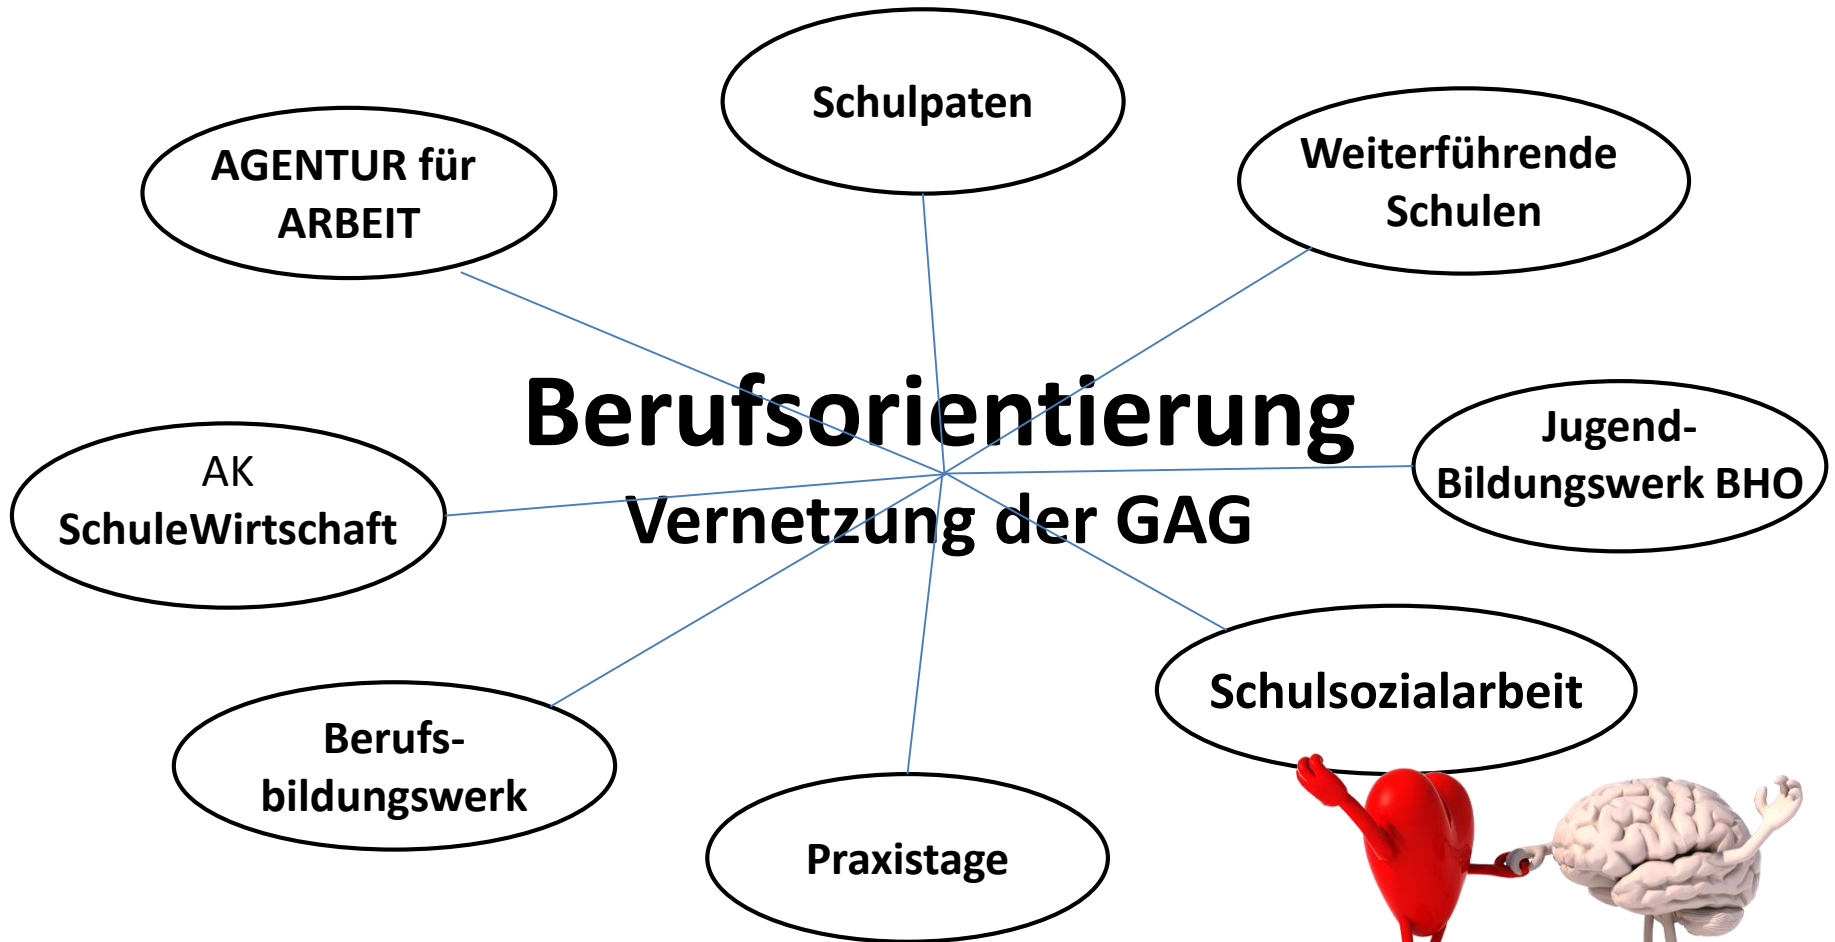 Schulpaten
AGENTUR für
ARBEIT
Weiterführende
Schulen
Berufsorientierung
Vernetzung der GAG
AK
SchuleWirtschaft
Jugend-
Bildungswerk BHO
Schulsozialarbeit
Berufs-
bildungswerk
Praxistage